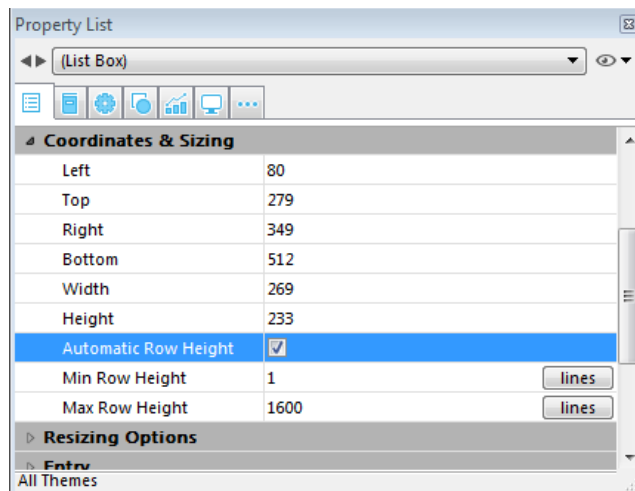 Property List
(List Box)
Coordinates & Sizing
Left 80
Top 279
Right 349
Bottom 512
Width 269
Height 233
Automatic Row Height
Min Row Height 1 lines
Max Row Height 1600 lines
Resizing Options
Entry
All Themes